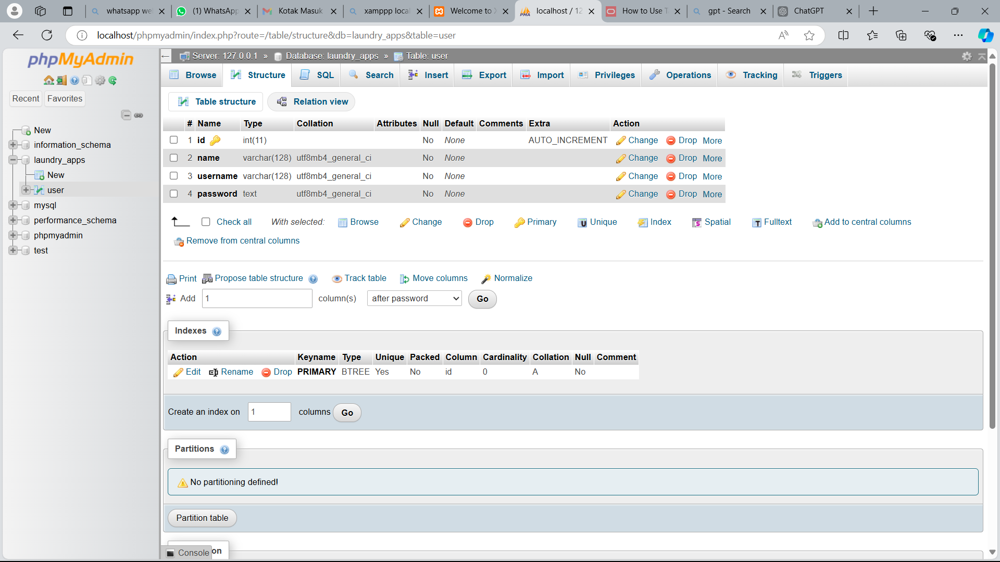 whatsapp we
(1) WhatsApp
Kotak Masuk
xamppp local
Welcome to X
localhost / 12
How to Use T
gpt - Search
ChatGPT
localhost/phpmyadmin/index.php?route=/table/structure&db=laundry_apps&table=user
phpMyAdmin
Recent Favorites
New
information_schema
laundry_apps
New
user
mysql
performance_schema
phpmyadmin
test
Server: 127.0.0.1 » Database: laundry_apps » Table: user
Browse Structure SQL Search Insert Export Import Privileges Operations Tracking Triggers
Table structure Relation view
# Name Type Collation Attributes Null Default Comments Extra Action
1 id int(11) No None AUTO_INCREMENT Change Drop More
2 name varchar(128) utf8mb4_general_ci No None Change Drop More
3 username varchar(128) utf8mb4_general_ci No None Change Drop More
4 password text utf8mb4_general_ci No None Change Drop More
Check all With selected: Browse Change Drop Primary Unique Index Spatial Fulltext Add to central columns
Remove from central columns
Print Propose table structure Track table Move columns Normalize
Add 1 column(s) after password Go
Indexes
Action Keyname Type Unique Packed Column Cardinality Collation Null Comment
Edit Rename Drop PRIMARY BTREE Yes No id 0 A No
Create an index on 1 columns Go
Partitions
No partitioning defined!
Partition table
Console on